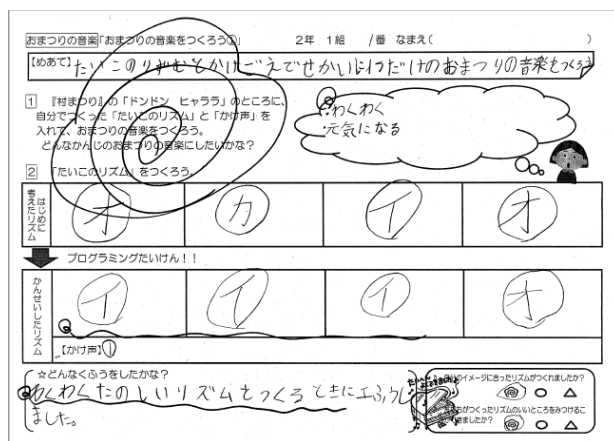 おまつりの音楽「おまつりの音楽をつくろう①」 2年 1組 /番 なまえ( )
【めあて】たいこのりずむとかけごえでせかいに1つだけのおまつりの音楽をつくろう
1 『村まつり』の「ドンドン ヒャララ」のところに、
自分でつくった「たいこのリズム」と「かけ声」を
入れて、おまつりの音楽をつくろう。
どんなかんじのおまつりの音楽にしたいかな?
・わくわく
・元気になる
2 「たいこのリズム」をつくろう。
はじめに考えたリズム
オ カ イ オ
プログラミングたいけん!!
かんせいしたリズム
イ イ イ オ
【かけ声】①
☆どんなくふうをしたかな?
わくわくたのしいリズムをつくるときに工ふうし
ました。
のイメージに合ったリズムがつくれましたか?
○ △
がつくったリズムのいいところをみつけるこ
きましたか?
○ △